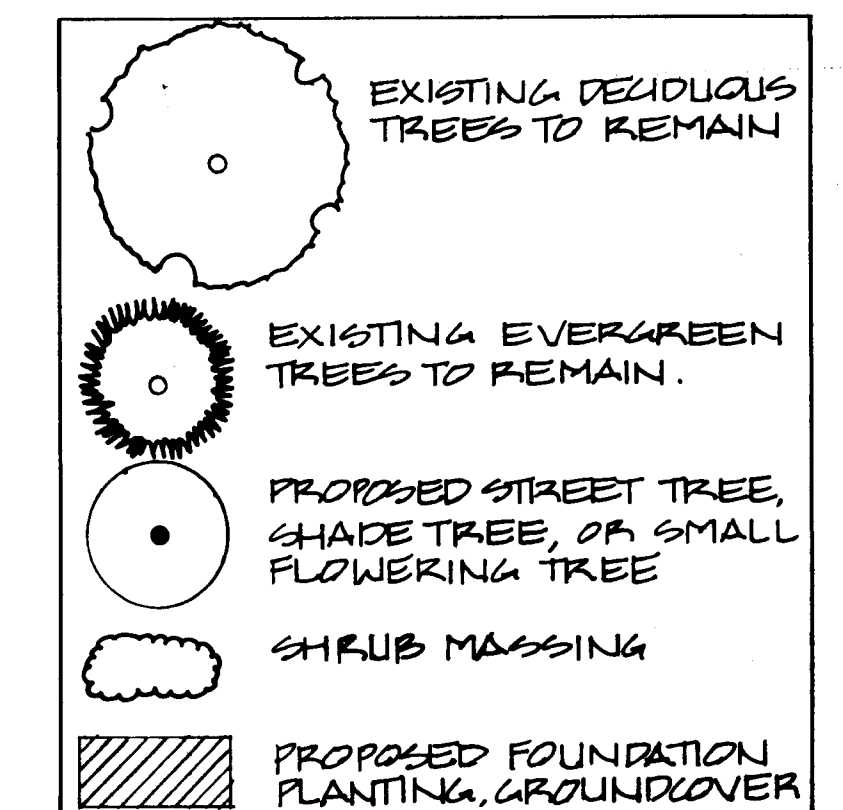 EXISTING DECIDUOUS
TREES TO REMAIN
EXISTING EVERGREEN
TREES TO REMAIN.
PROPOSED STREET TREE,
SHADE TREE, OR SMALL
FLOWERING TREE
SHRUB MASSING
PROPOSED FOUNDATION
PLANTING, GROUNDCOVER